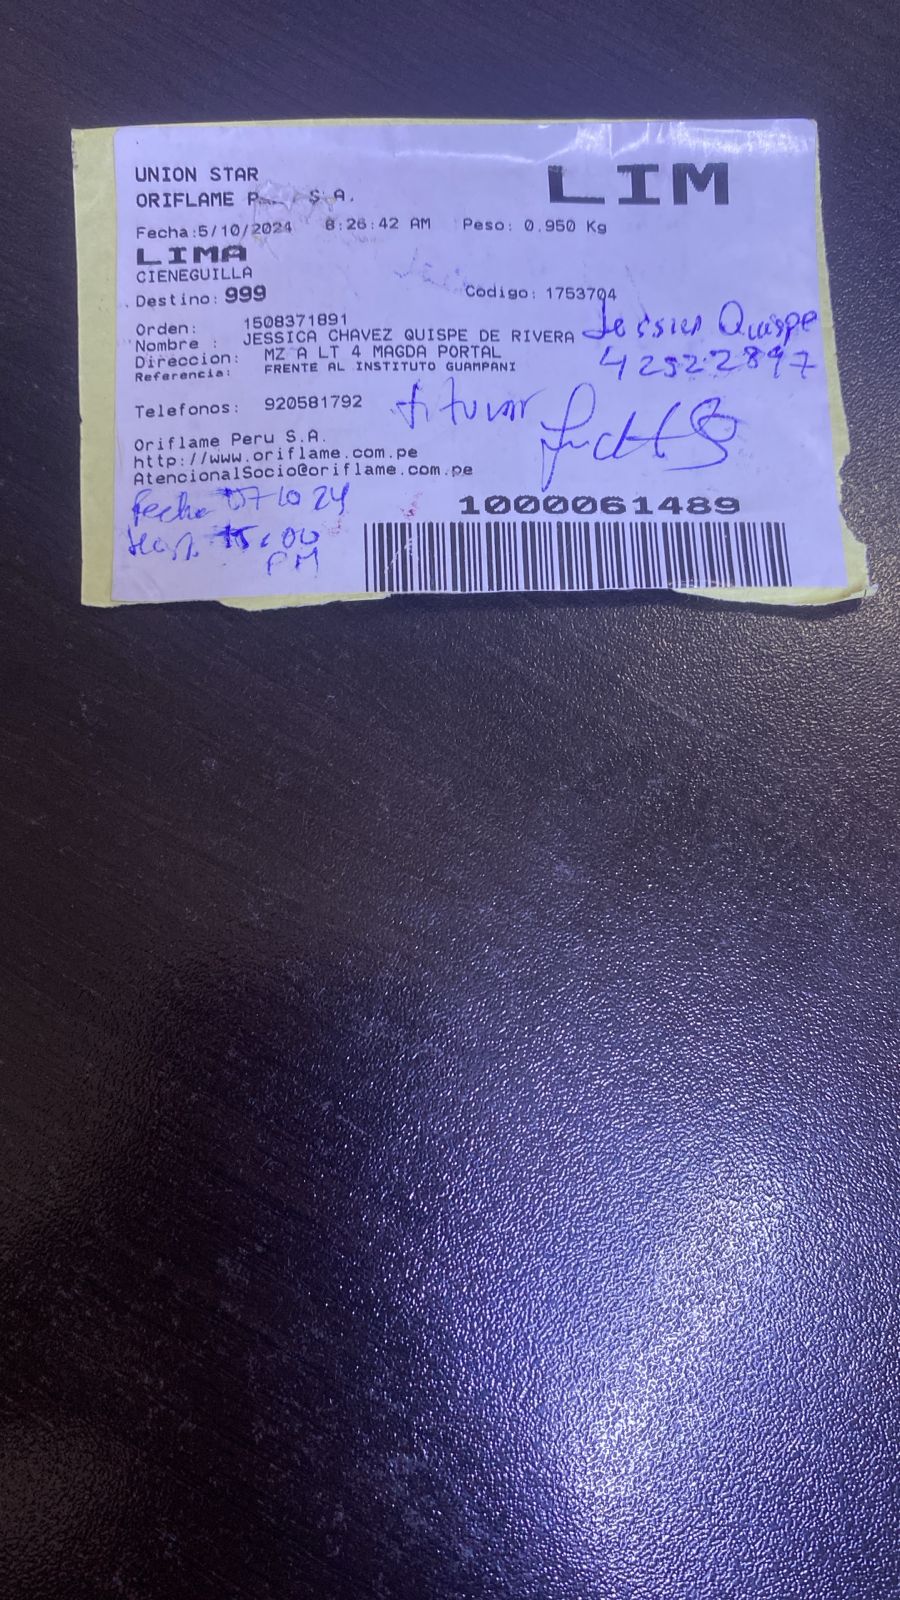 UNION STAR
LIM
ORIFLAME S.A.
Fecha:5/10/2024 8:26:42 AM Peso: 0.950 Kg
LIMA
CIENEGUILLA
Destino: 999 Codigo: 1753704
Orden: 1508371891
Nombre : JESSICA CHAVEZ QUISPE DE RIVERA
Direccion: MZ A LT 4 MAGDA PORTAL
Referencia: FRENTE AL INSTITUTO GUAMPANI
Quispe
42522897
Telefonos: 920581792
titular
Oriflame Peru S.A.
http://www.oriflame.com.pe
AtencionalSocio@oriflame.com.pe
Fecha 07 10 24
PM
1000061489